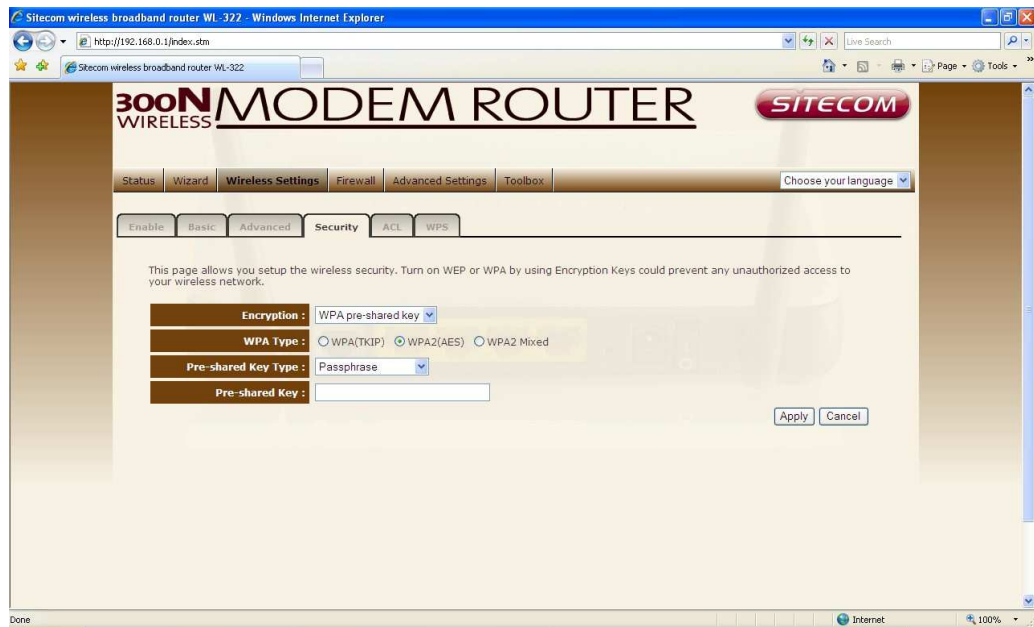 Sitecom wireless broadband router WL-322 - Windows Internet Explorer
http://192.168.0.1/index.stm
Live Search
Sitecom wireless broadband router WL-322
Page Tools
300N WIRELESS MODEM ROUTER
SITECOM
Status Wizard Wireless Settings Firewall Advanced Settings Toolbox Choose your language
Enable Basic Advanced Security ACL WPS
This page allows you setup the wireless security. Turn on WEP or WPA by using Encryption Keys could prevent any unauthorized access to
your wireless network.
Encryption : WPA pre-shared key
WPA Type : WPA(TKIP) WPA2(AES) WPA2 Mixed
Pre-shared Key Type : Passphrase
Pre-shared Key :
Apply Cancel
Done Internet 100%